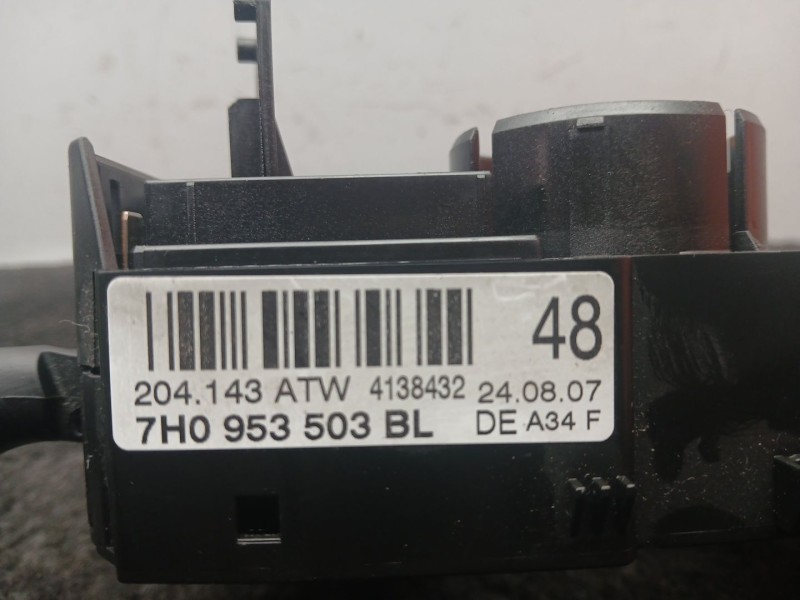 48
204.143 ATW 4138432 24.08.07
7H0 953 503 BL DE A34 F